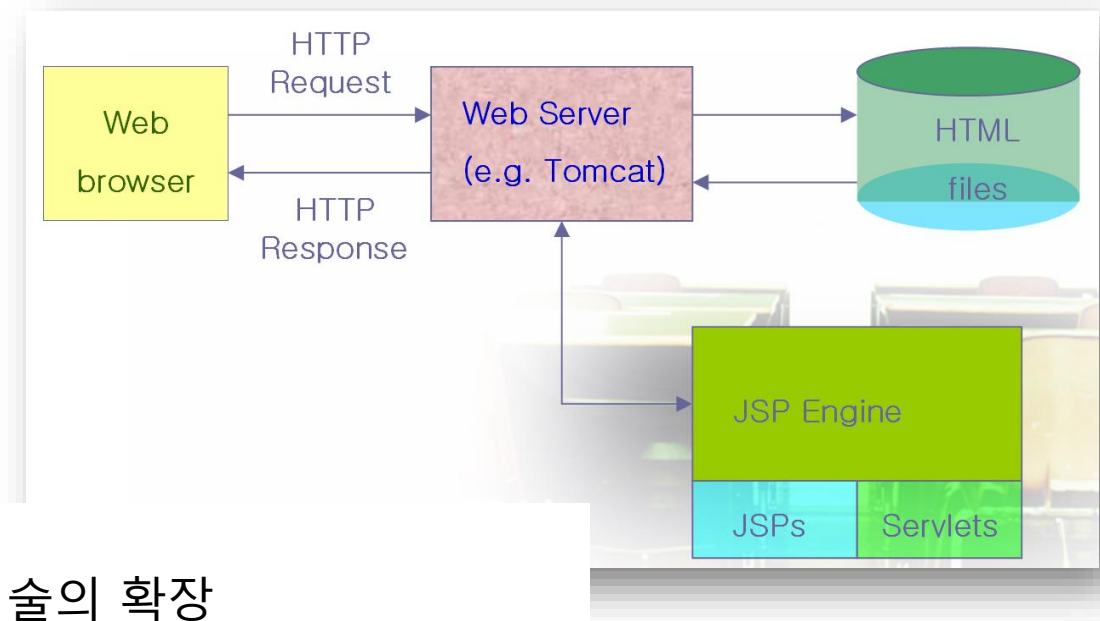 HTTP
Request
Web
browser
Web Server
(e.g. Tomcat)
HTML
files
HTTP
Response
JSP Engine
JSPs
Servlets
술의 확장